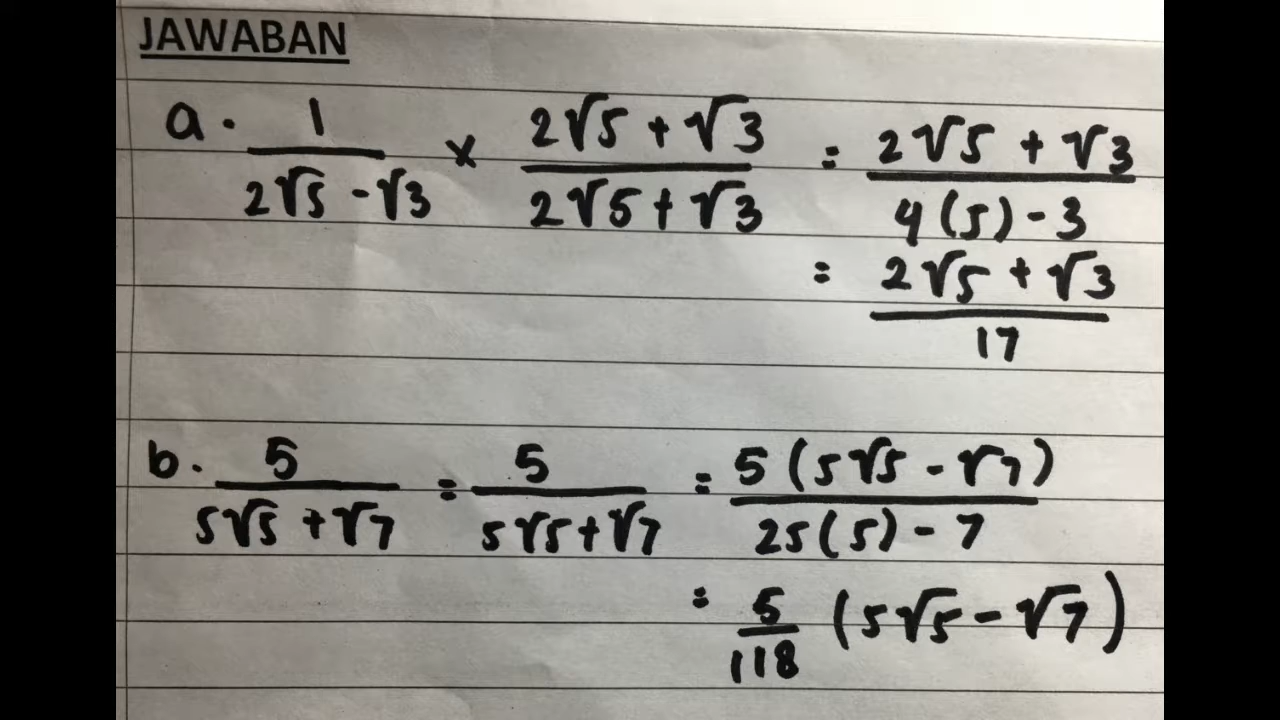 JAWABAN
a. 1/(2√5 - √3) × (2√5 + √3)/(2√5 + √3) = (2√5 + √3)/(4(5) - 3)
= (2√5 + √3)/17
b. 5/(5√5 + √7) = 5/(5√5 + √7) = 5(5√5 - √7)/(25(5) - 7)
= 5/118 (5√5 - √7)